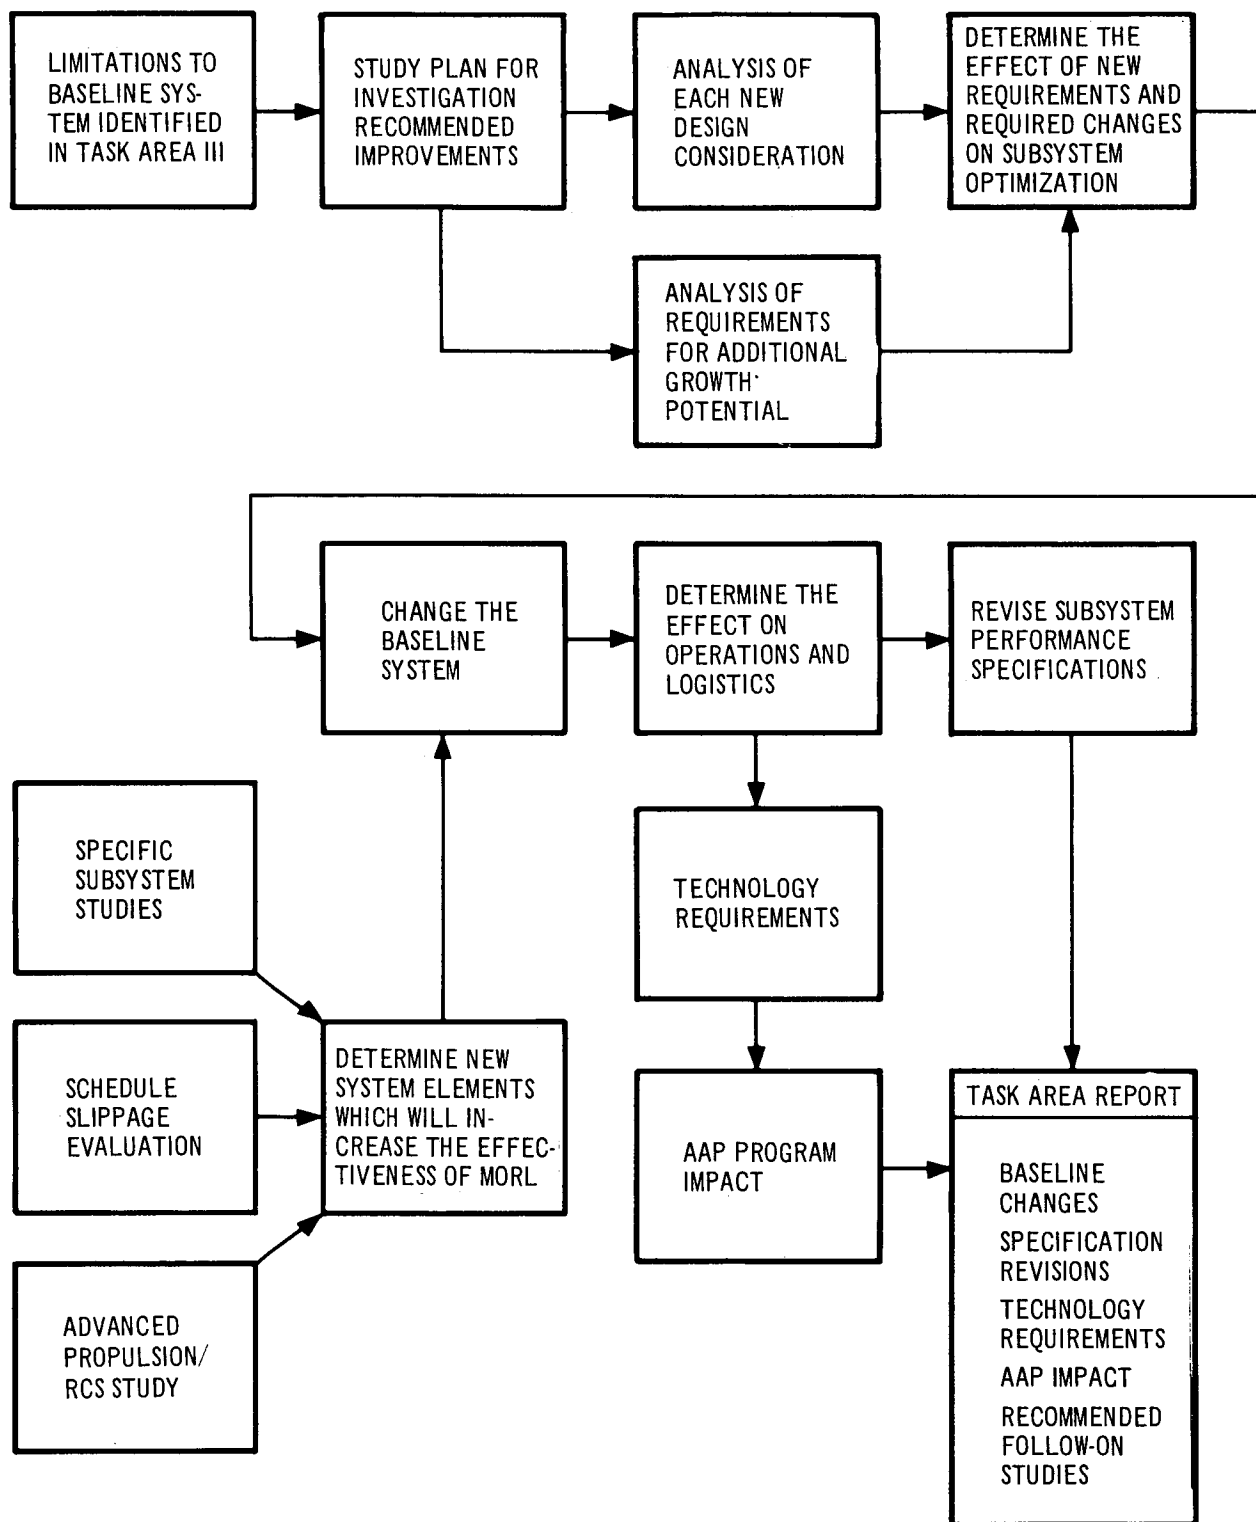 LIMITATIONS TO
BASELINE SYS-
TEM IDENTIFIED
IN TASK AREA III
STUDY PLAN FOR
INVESTIGATION
RECOMMENDED
IMPROVEMENTS
ANALYSIS OF
EACH NEW
DESIGN
CONSIDERATION
DETERMINE THE
EFFECT OF NEW
REQUIREMENTS AND
REQUIRED CHANGES
ON SUBSYSTEM
OPTIMIZATION
ANALYSIS OF
REQUIREMENTS
FOR ADDITIONAL
GROWTH
POTENTIAL
CHANGE THE
BASELINE
SYSTEM
DETERMINE THE
EFFECT ON
OPERATIONS AND
LOGISTICS
REVISE SUBSYSTEM
PERFORMANCE
SPECIFICATIONS
SPECIFIC
SUBSYSTEM
STUDIES
TECHNOLOGY
REQUIREMENTS
SCHEDULE
SLIPPAGE
EVALUATION
DETERMINE NEW
SYSTEM ELEMENTS
WHICH WILL IN-
CREASE THE EFFEC-
TIVENESS OF MORL
AAP PROGRAM
IMPACT
ADVANCED
PROPULSION/
RCS STUDY
TASK AREA REPORT
BASELINE
CHANGES
SPECIFICATION
REVISIONS
TECHNOLOGY
REQUIREMENTS
AAP IMPACT
RECOMMENDED
FOLLOW-ON
STUDIES